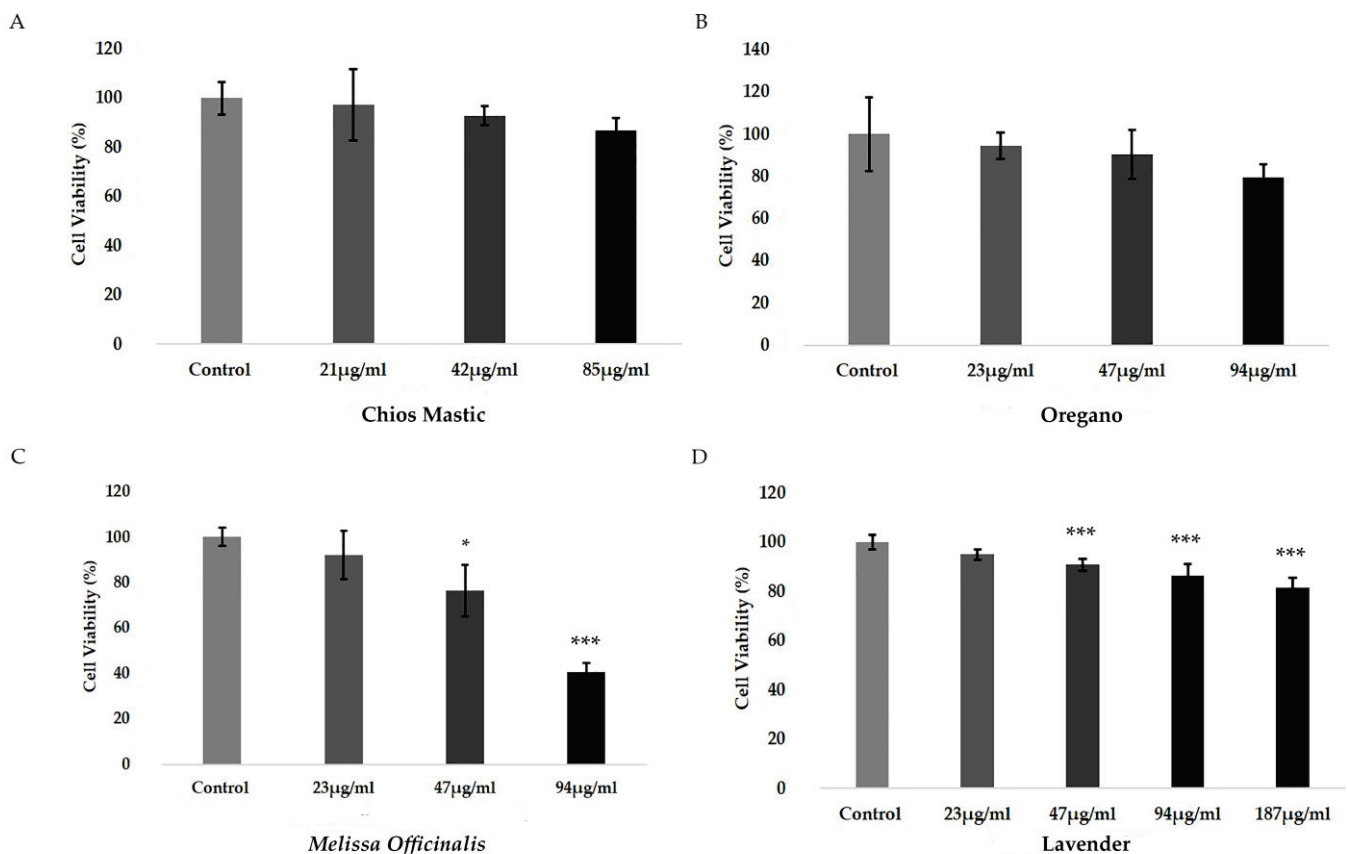 A
Cell Viability (%)
120
100
80
60
40
20
0
Control 21µg/ml 42µg/ml 85µg/ml
Chios Mastic
B
Cell Viability (%)
140
120
100
80
60
40
20
0
Control 23µg/ml 47µg/ml 94µg/ml
Oregano
C
Cell Viability (%)
120
100
80
60
40
20
0
*
***
Control 23µg/ml 47µg/ml 94µg/ml
Melissa Officinalis
D
Cell Viability (%)
120
100
80
60
40
20
0
*** *** ***
Control 23µg/ml 47µg/ml 94µg/ml 187µg/ml
Lavender